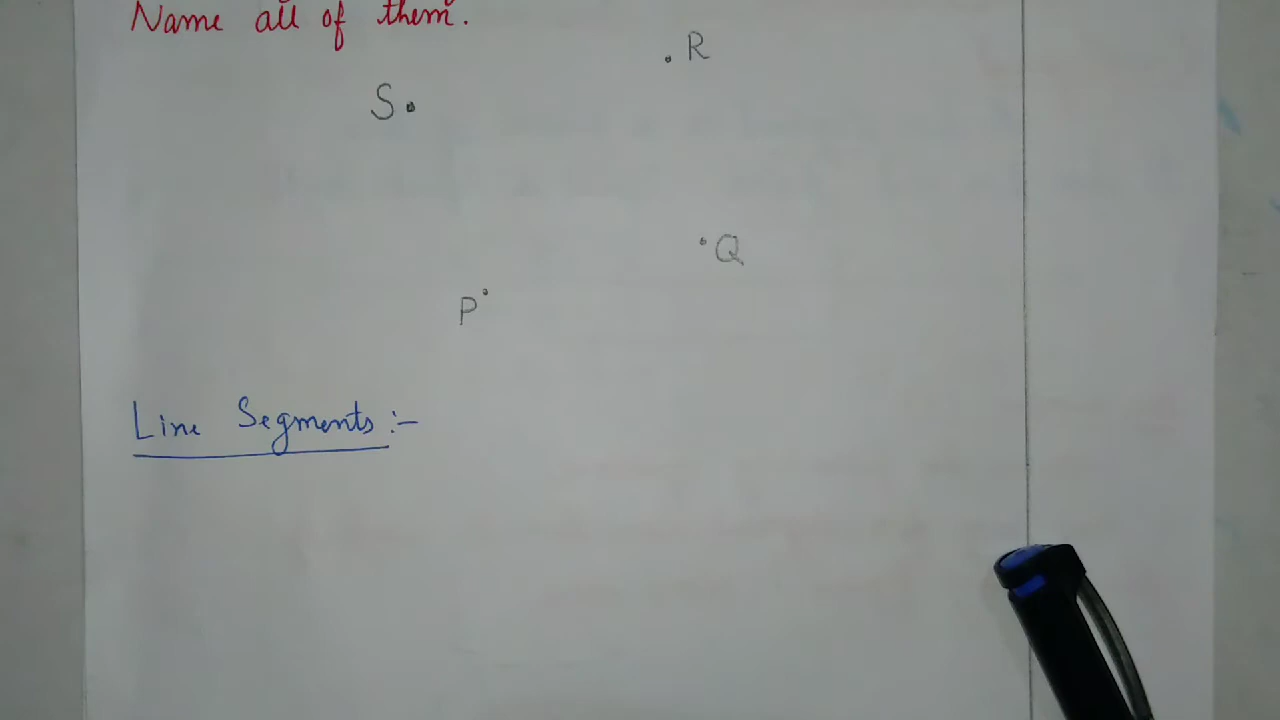 Name all of them.
R
S
Q
P
Line Segments :-